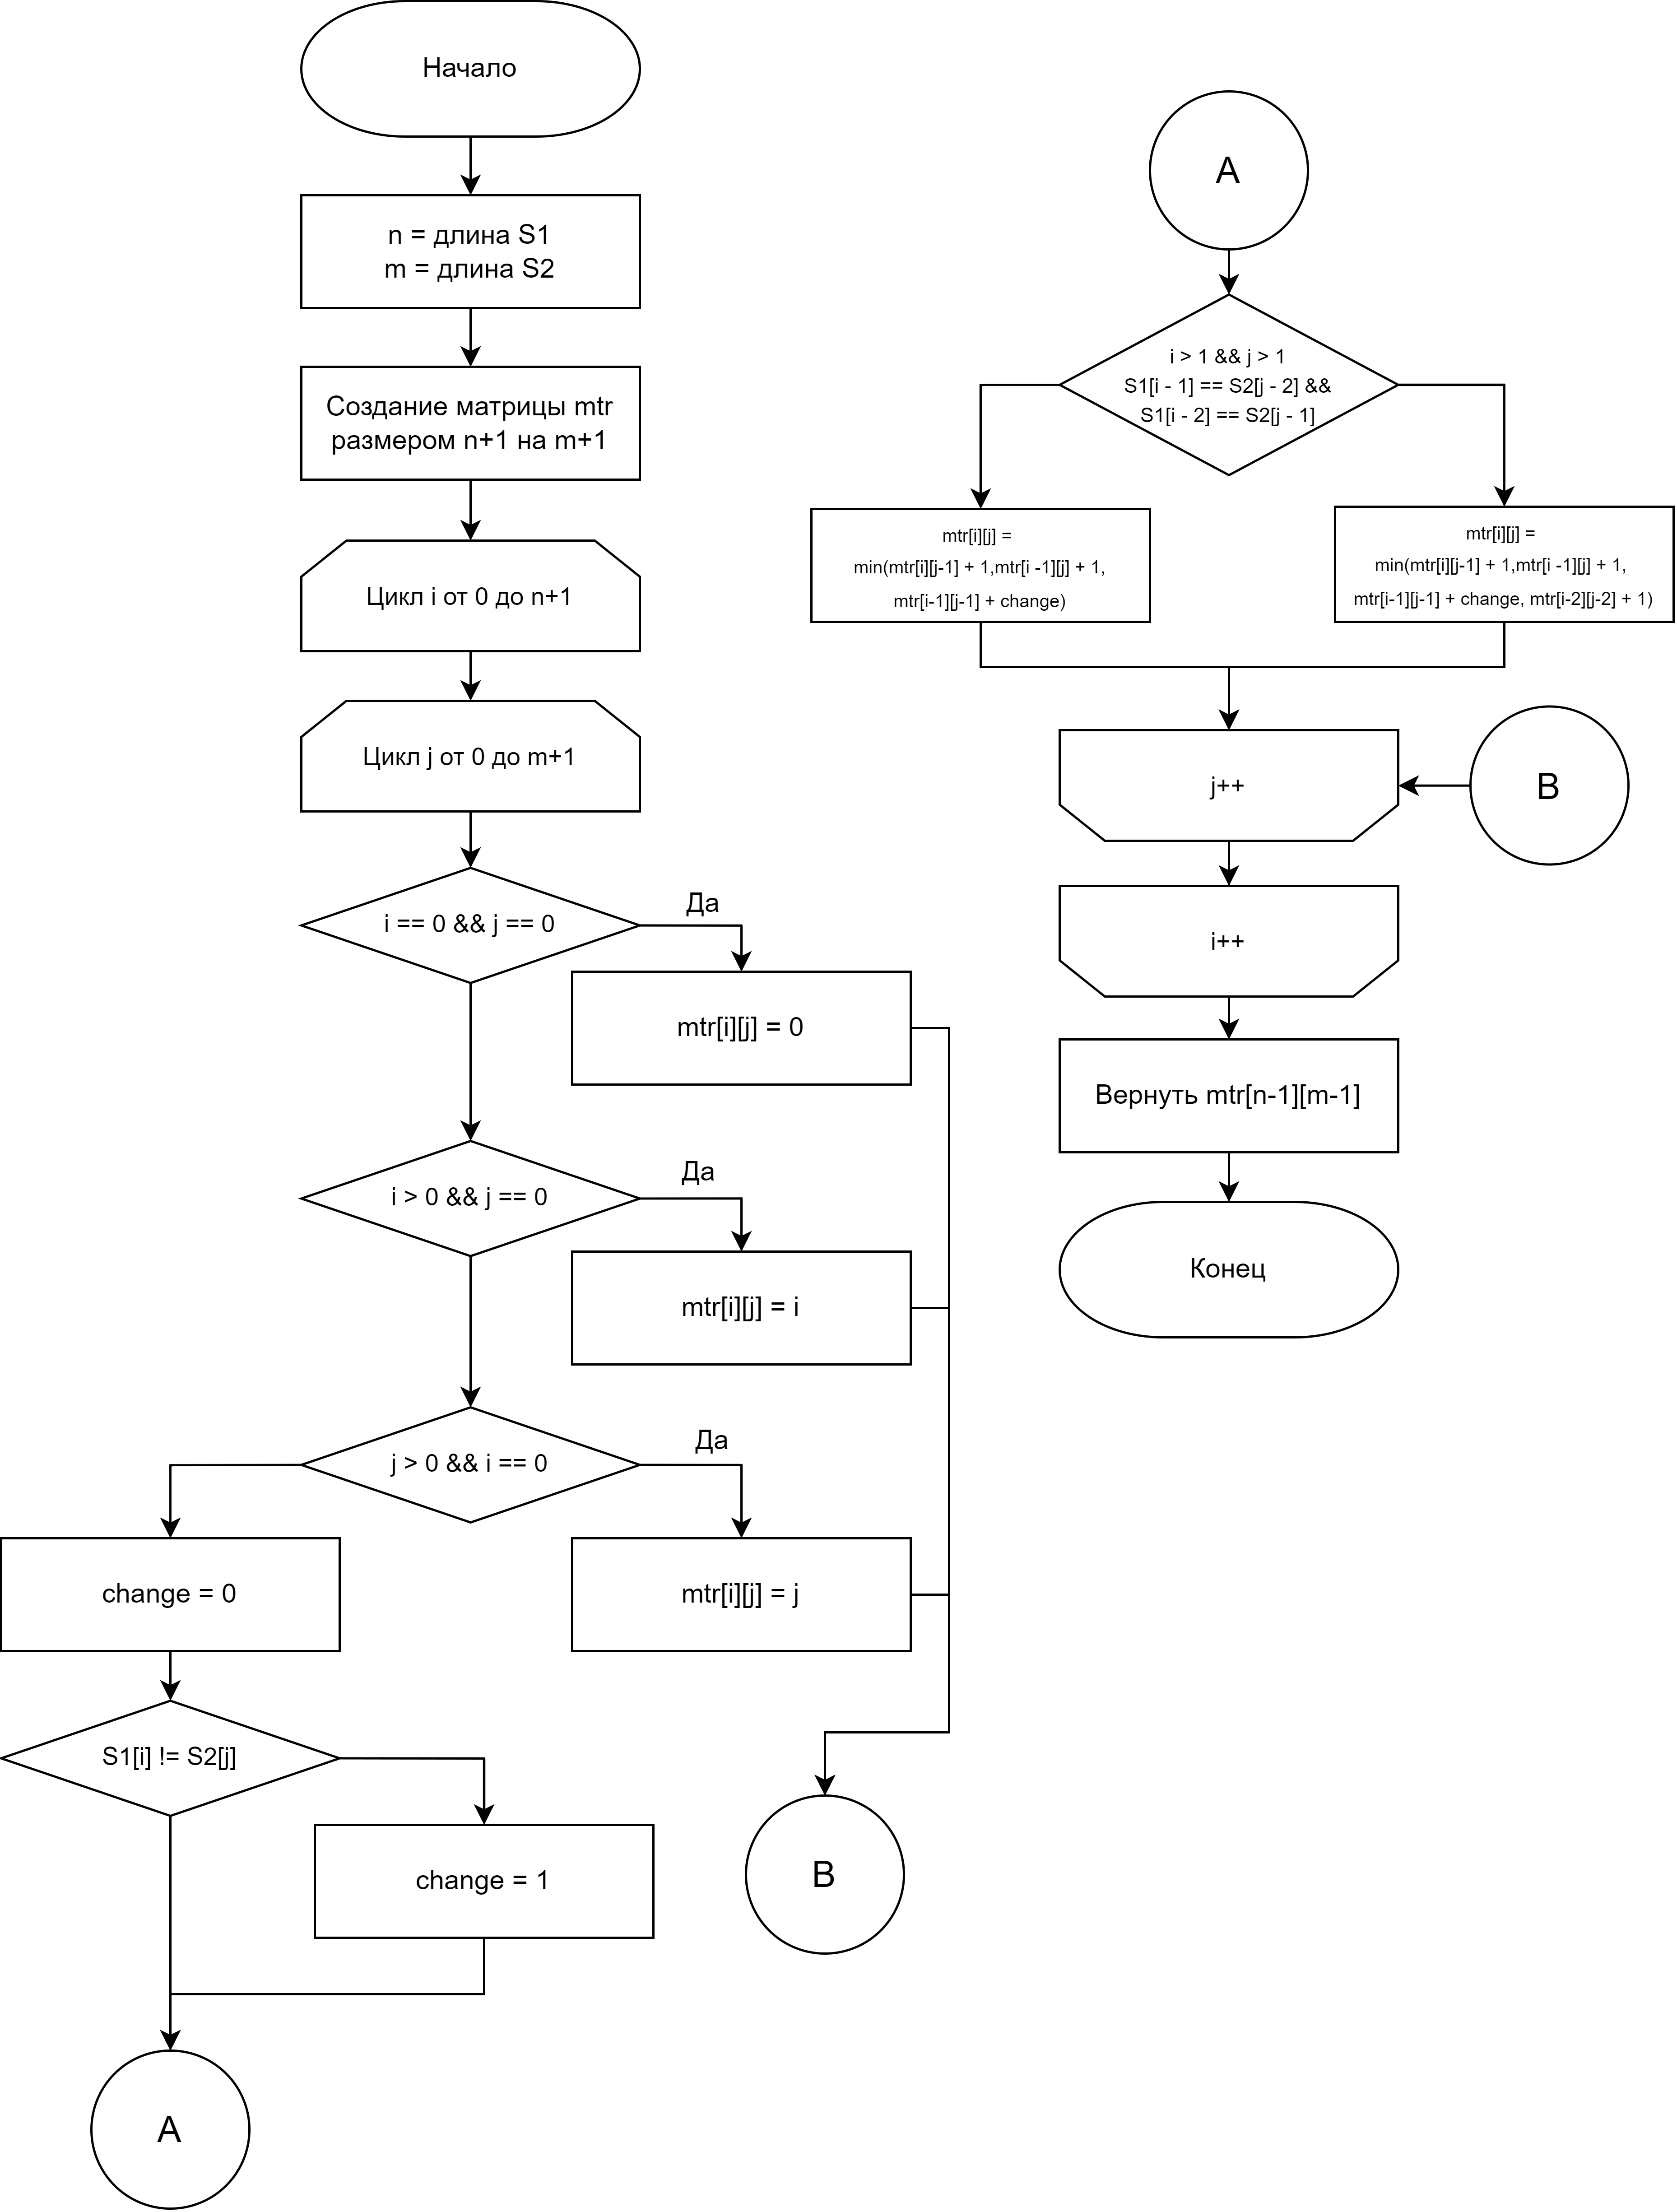 Начало
n = длина S1
m = длина S2
Создание матрицы mtr
размером n+1 на m+1
Цикл i от 0 до n+1
Цикл j от 0 до m+1
i == 0 && j == 0
Да
mtr[i][j] = 0
i > 0 && j == 0
Да
mtr[i][j] = i
j > 0 && i == 0
Да
change = 0
mtr[i][j] = j
S1[i] != S2[j]
change = 1
B
A
A
i > 1 && j > 1
S1[i - 1] == S2[j - 2] &&
S1[i - 2] == S2[j - 1]
mtr[i][j] =
min(mtr[i][j-1] + 1,mtr[i -1][j] + 1,
mtr[i-1][j-1] + change)
mtr[i][j] =
min(mtr[i][j-1] + 1,mtr[i -1][j] + 1,
mtr[i-1][j-1] + change, mtr[i-2][j-2] + 1)
j++
B
i++
Вернуть mtr[n-1][m-1]
Конец